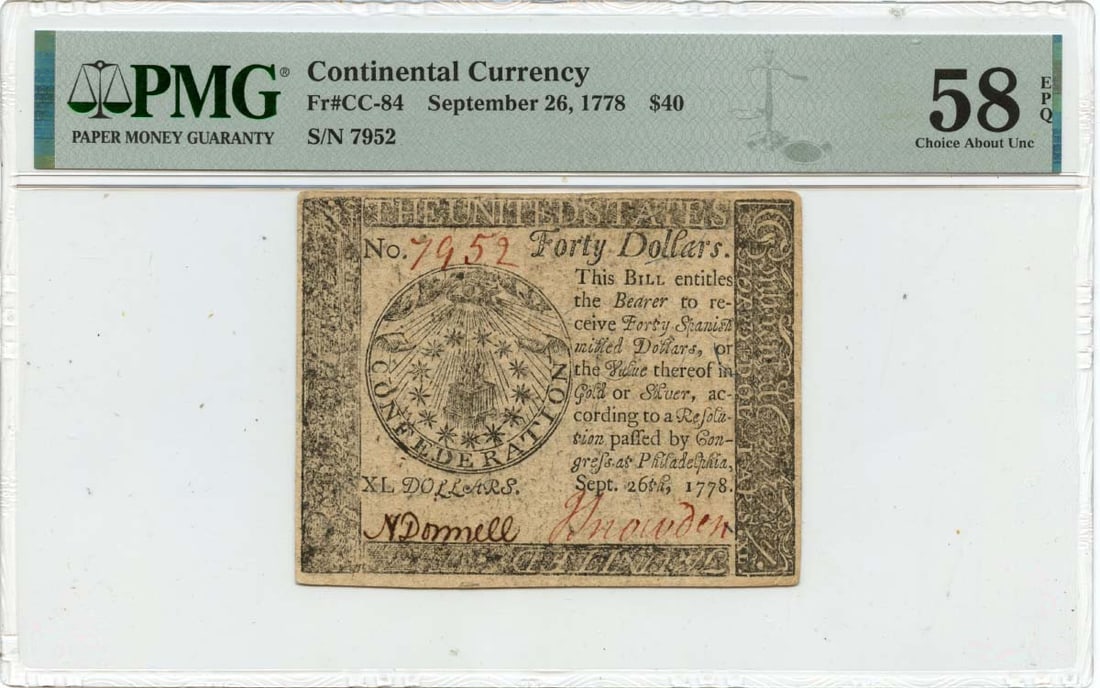 PMG®
PAPER MONEY GUARANTY
Continental Currency
Fr#CC-84 September 26, 1778 $40
S/N 7952
58
EPQ
Choice About Unc
THE UNITED STATES
No. 7952 Forty Dollars.
This BILL entitles
the Bearer to re-
ceive Forty Spanish
milled Dollars, or
the Value thereof in
Gold or Silver, ac-
cording to a Resolu-
tion passed by Con-
gress at Philadelphia,
Sept. 26th, 1778.
CONFEDERATION
XL DOLLARS.
N Donnell J Snowden